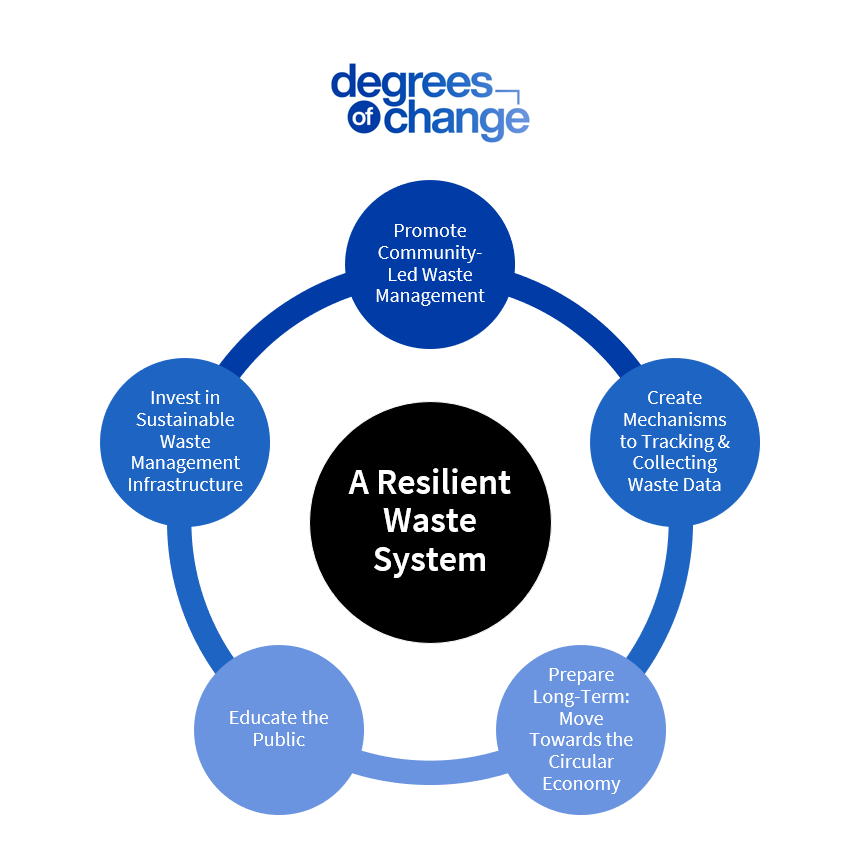 degrees
of change
Promote
Community-
Led Waste
Management
Invest in
Sustainable
Waste
Management
Infrastructure
Create
Mechanisms
to Tracking &
Collecting
Waste Data
A Resilient
Waste
System
Educate the
Public
Prepare
Long-Term:
Move
Towards the
Circular
Economy